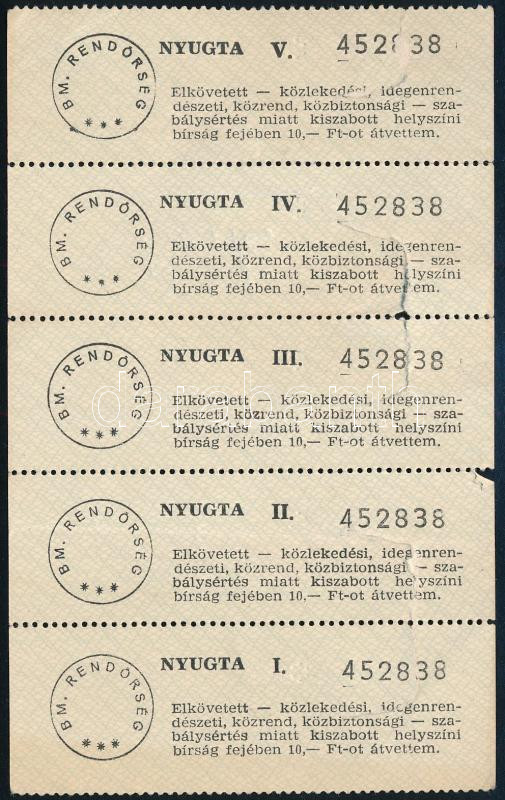 BM. RENDŐRSÉG
***
NYUGTA V. 452838
Elkövetett — közlekedési, idegenren-
dészeti, közrend, közbiztonsági — sza-
bálysértés miatt kiszabott helyszíni
bírság fejében 10,— Ft-ot átvettem.
BM. RENDŐRSÉG
***
NYUGTA IV. 452838
Elkövetett — közlekedési, idegenren-
dészeti, közrend, közbiztonsági — sza-
bálysértés miatt kiszabott helyszíni
bírság fejében 10,— Ft-ot átvettem.
BM. RENDŐRSÉG
***
NYUGTA III. 452838
Elkövetett — közlekedési, idegenren-
dészeti, közrend, közbiztonsági — sza-
bálysértés miatt kiszabott helyszíni
bírság fejében 10,— Ft-ot átvettem.
BM. RENDŐRSÉG
***
NYUGTA II. 452838
Elkövetett — közlekedési, idegenren-
dészeti, közrend, közbiztonsági — sza-
bálysértés miatt kiszabott helyszíni
bírság fejében 10,— Ft-ot átvettem.
BM. RENDŐRSÉG
***
NYUGTA I. 452838
Elkövetett — közlekedési, idegenren-
dészeti, közrend, közbiztonsági — sza-
bálysértés miatt kiszabott helyszíni
bírság fejében 10,— Ft-ot átvettem.